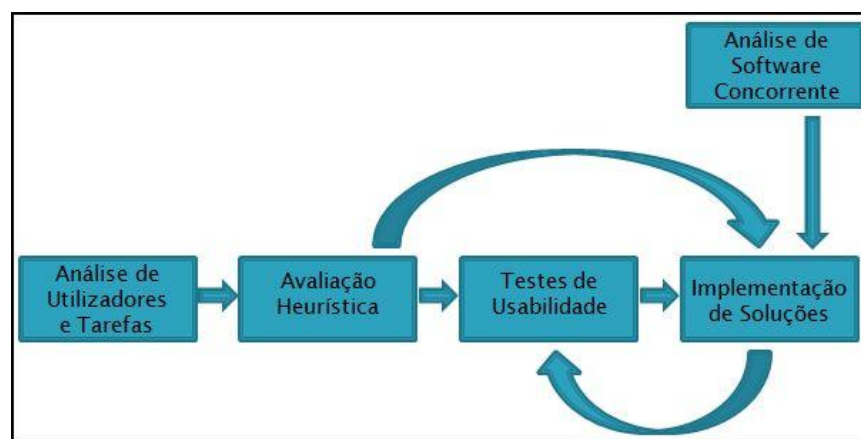 Análise de
Software
Concorrente
Análise de
Utilizadores
e Tarefas
Avaliação
Heurística
Testes de
Usabilidade
Implementação
de Soluções